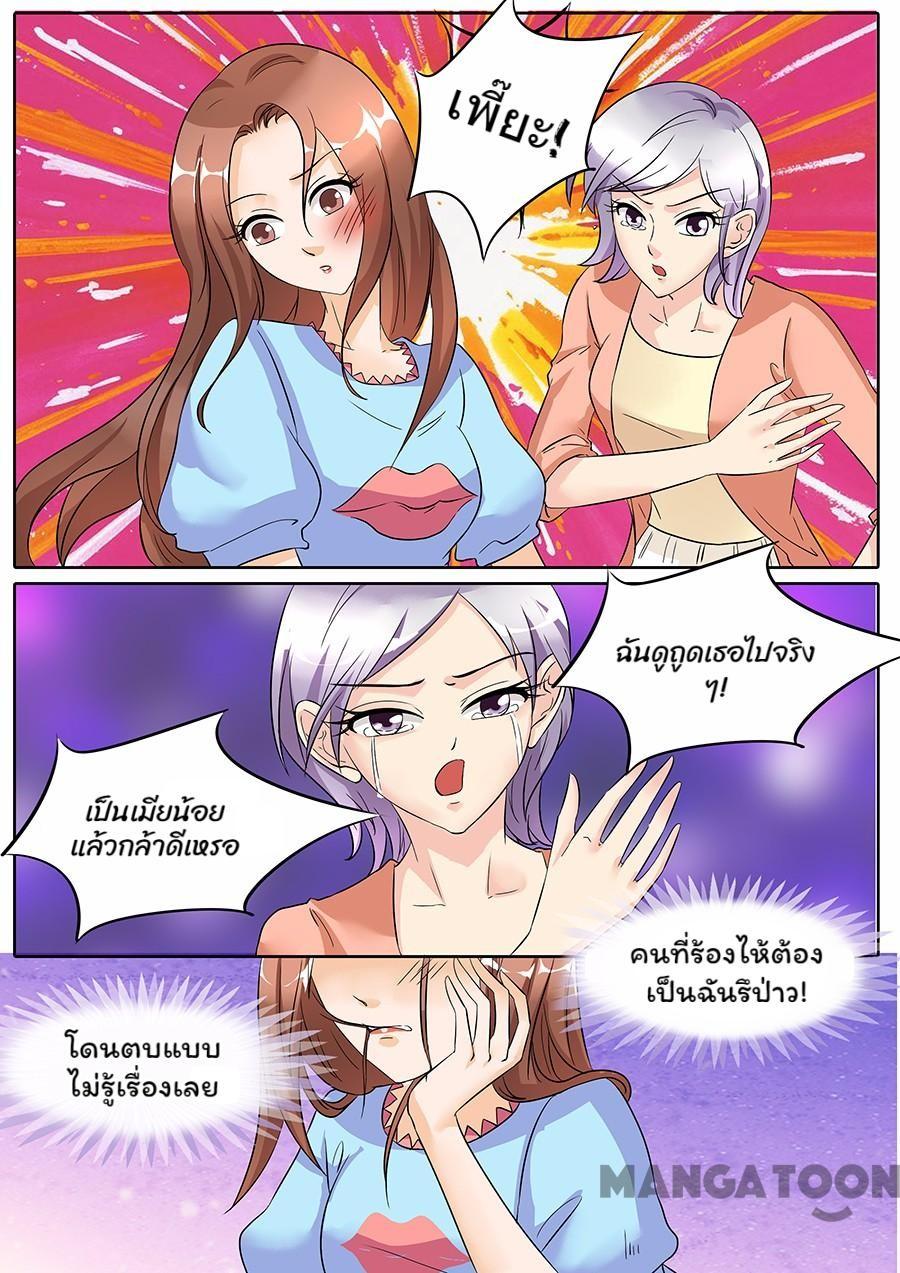 เพี๊ยะ!
ฉันดูถูดเธอไปจริง
ๆ!
เป็นเมียน้อย
แล้วกล้าดีเหรอ
คนที่ร้องไห้ต้อง
เป็นฉันรึป่าว!
โดนตบแบบ
ไม่รู้เรื่องเลย
MANGATOON